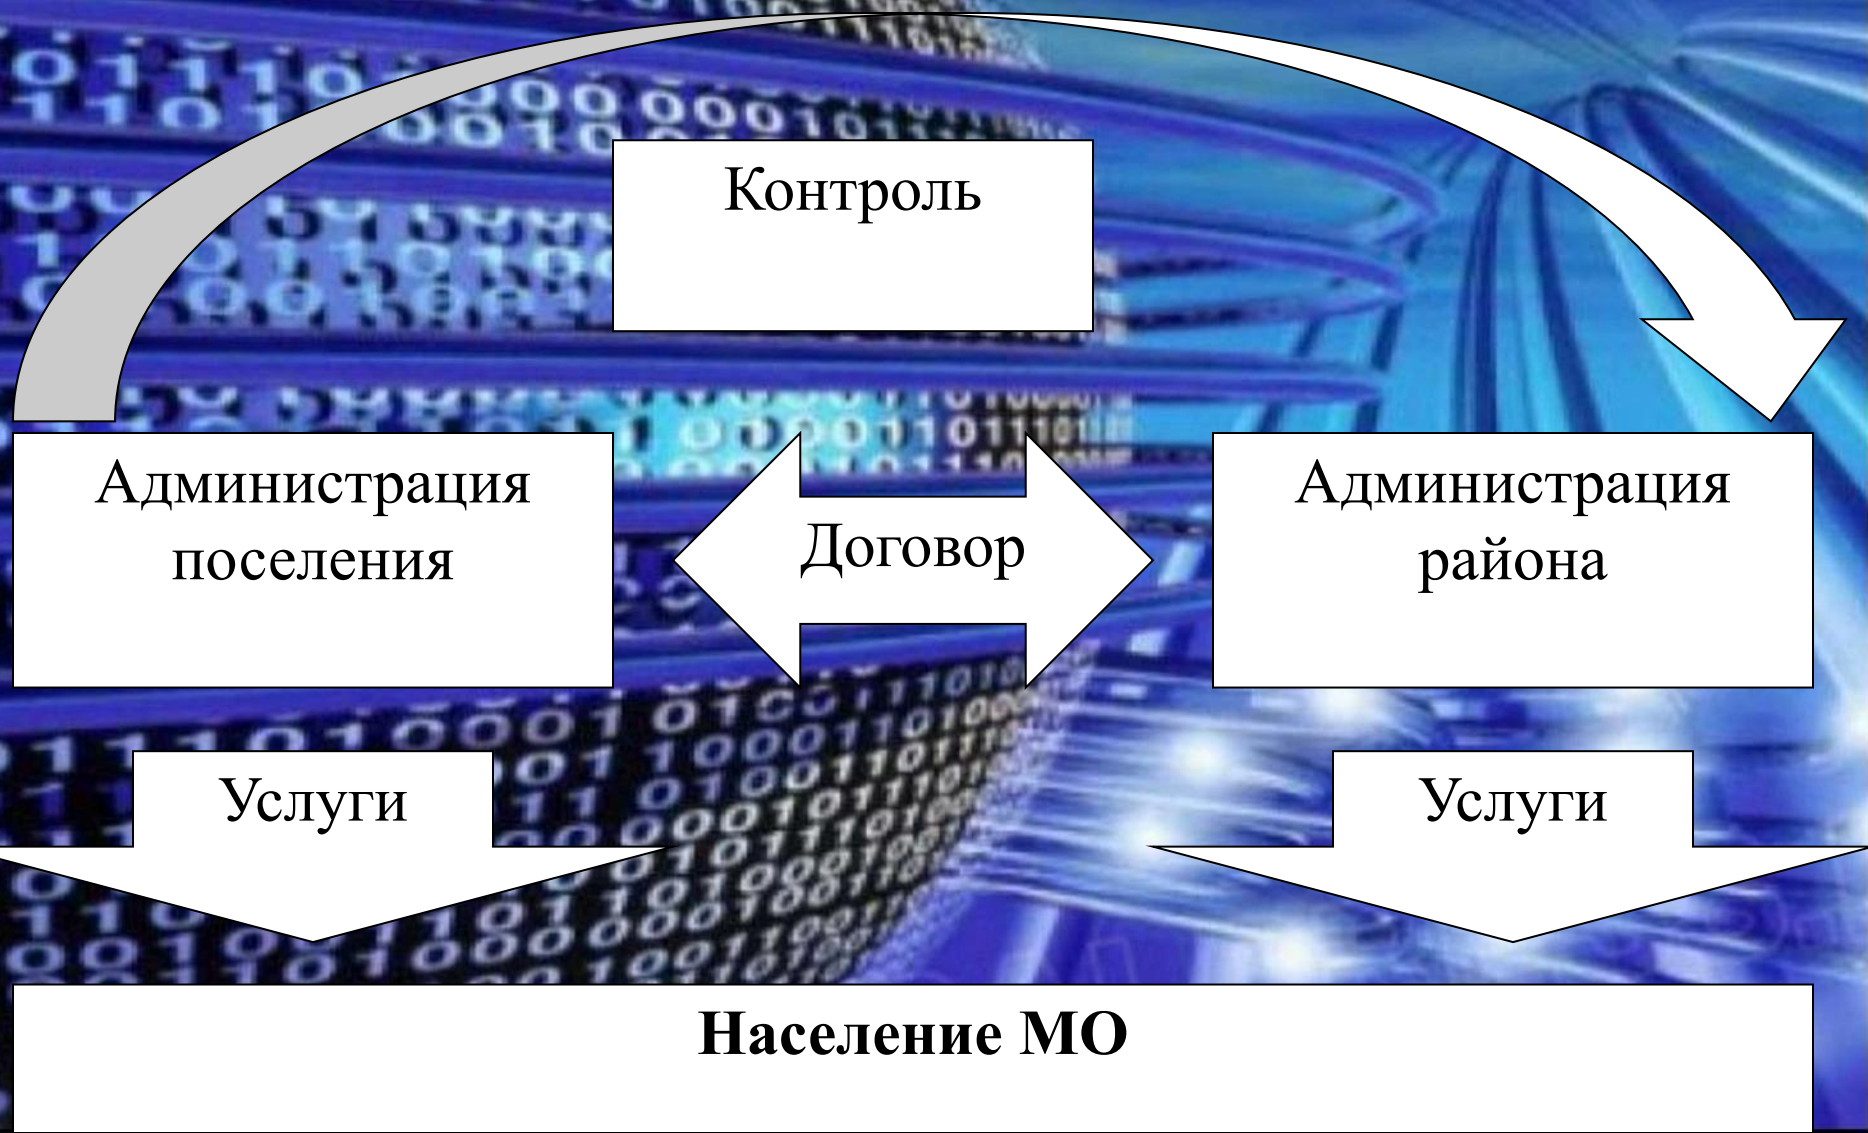 Контроль
Администрация
поселения
Договор
Администрация
района
Услуги
Услуги
Население МО